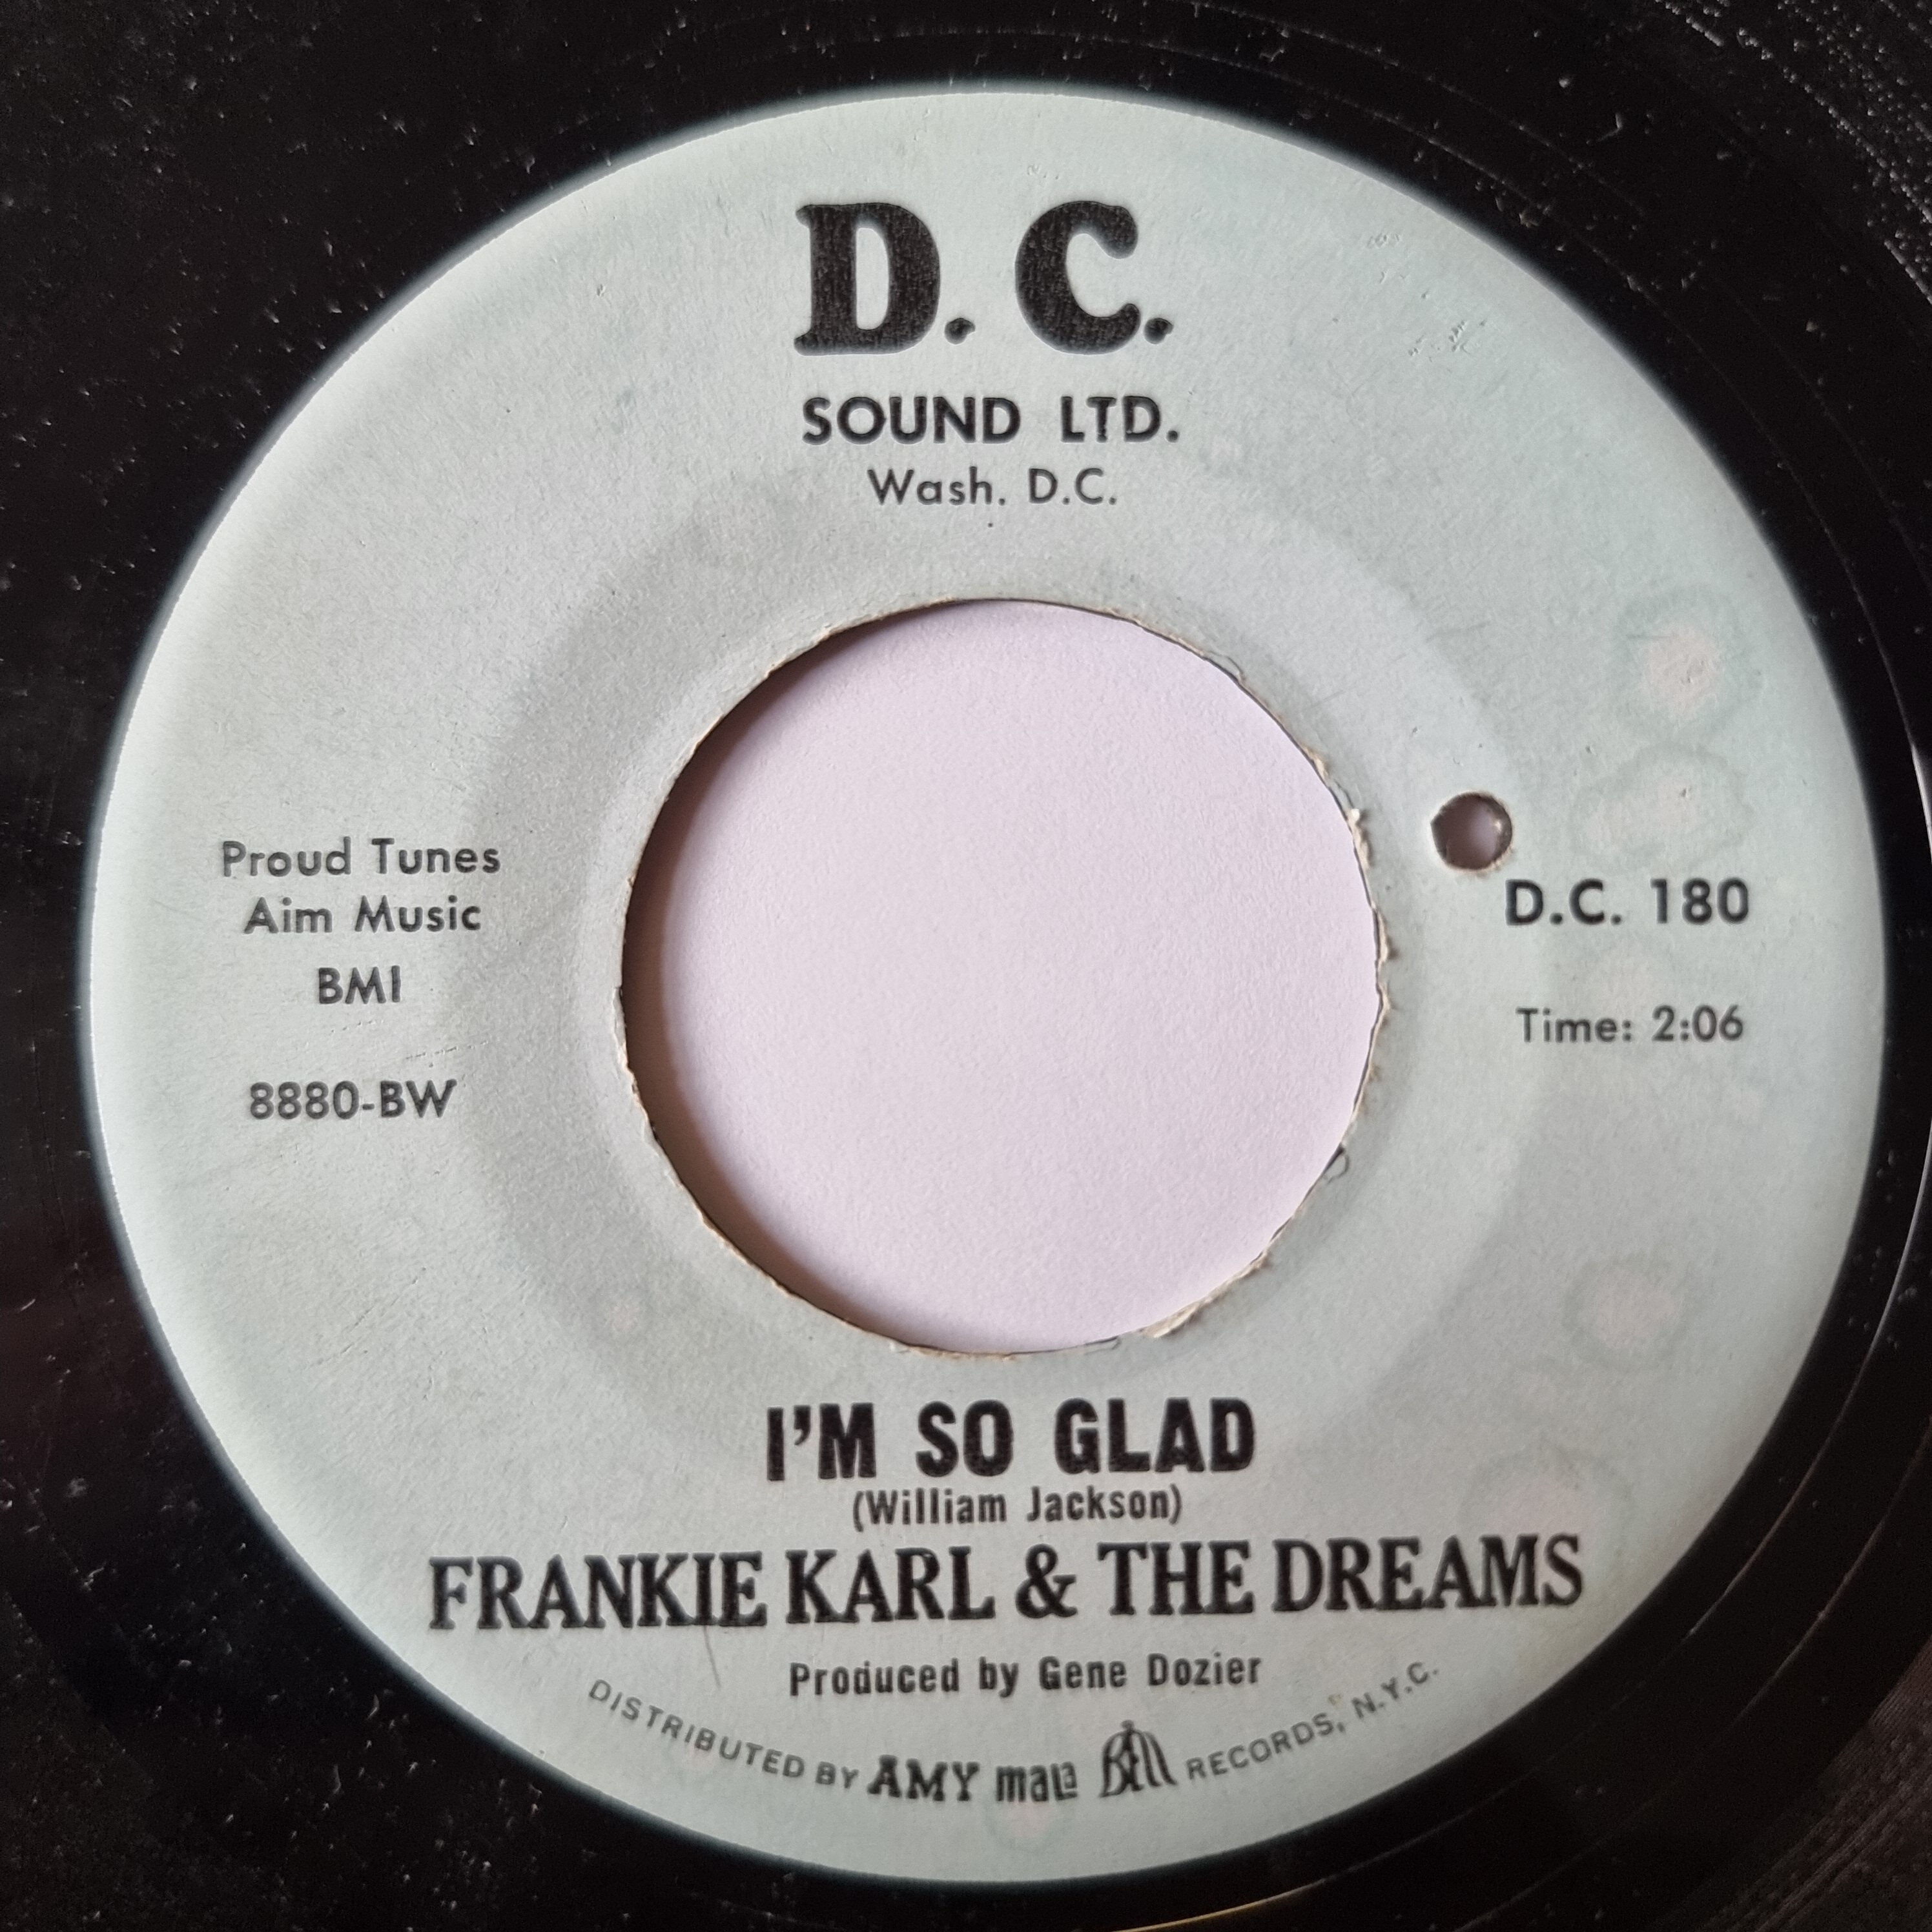 D. C.
SOUND LTD.
Wash. D.C.
Proud Tunes
Aim Music
BMI
8880-BW
D.C. 180
Time: 2:06
I'M SO GLAD
(William Jackson)
FRANKIE KARL & THE DREAMS
Produced by Gene Dozier
DISTRIBUTED BY AMY mala Bell RECORDS, N.Y.C.